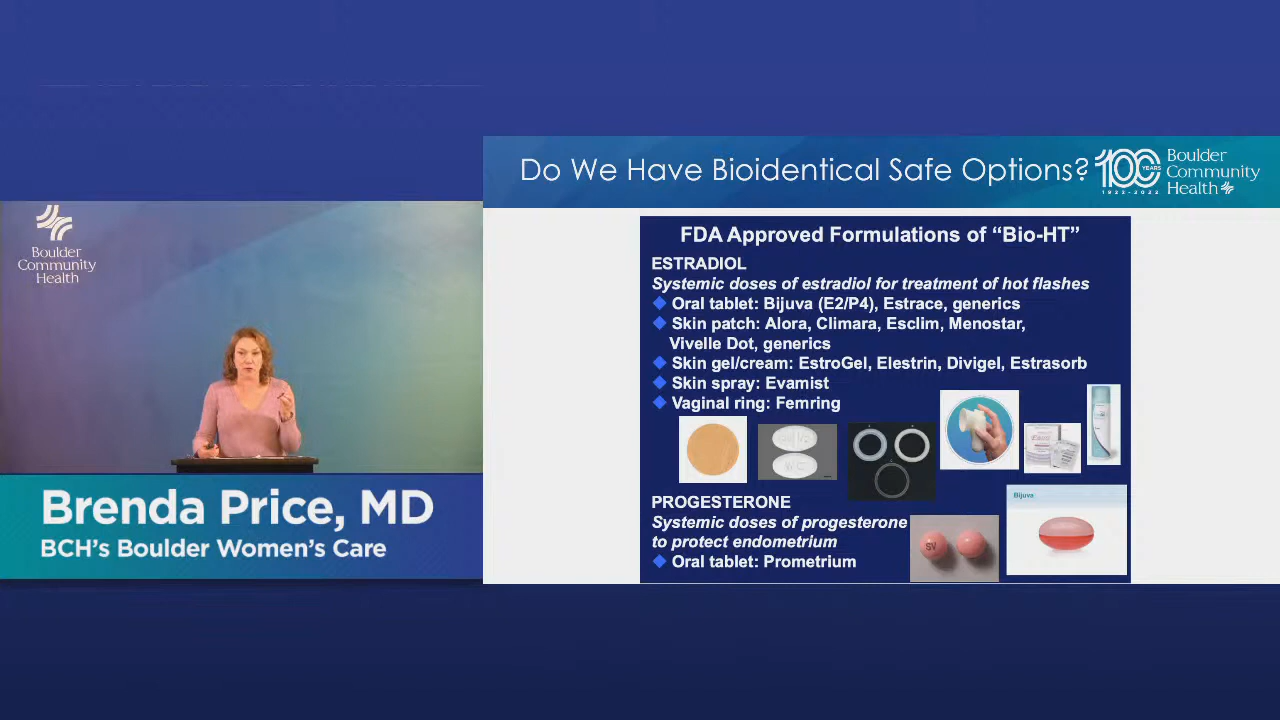 Do We Have Bioidentical Safe Options?
100
YEARS
1922-2022
Boulder
Community
Health
Boulder
Community
Health
Brenda Price, MD
BCH's Boulder Women's Care
FDA Approved Formulations of “Bio-HT”
ESTRADIOL
Systemic doses of estradiol for treatment of hot flashes
Oral tablet: Bijuva (E2/P4), Estrace, generics
Skin patch: Alora, Climara, Esclim, Menostar,
Vivelle Dot, generics
Skin gel/cream: EstroGel, Elestrin, Divigel, Estrasorb
Skin spray: Evamist
Vaginal ring: Femring
PROGESTERONE
Systemic doses of progesterone
to protect endometrium
Oral tablet: Prometrium
SV
Bijuva